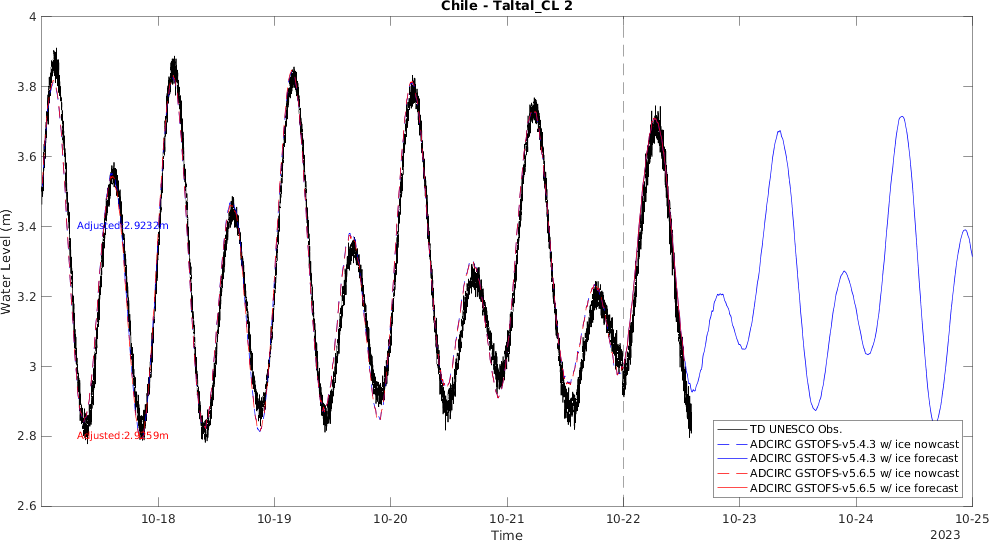 Chile - Taltal_CL 2
Water Level (m)
4
3.8
3.6
3.4
3.2
3
2.8
2.6
Adjusted:2.9232m
10-18
10-19
10-20
10-21
10-22
10-23
10-24
10-25
Time
2023
TD UNESCO Obs.
ADCIRC GSTOFS-v5.4.3 w/ ice nowcast
ADCIRC GSTOFS-v5.4.3 w/ ice forecast
ADCIRC GSTOFS-v5.6.5 w/ ice nowcast
ADCIRC GSTOFS-v5.6.5 w/ ice forecast